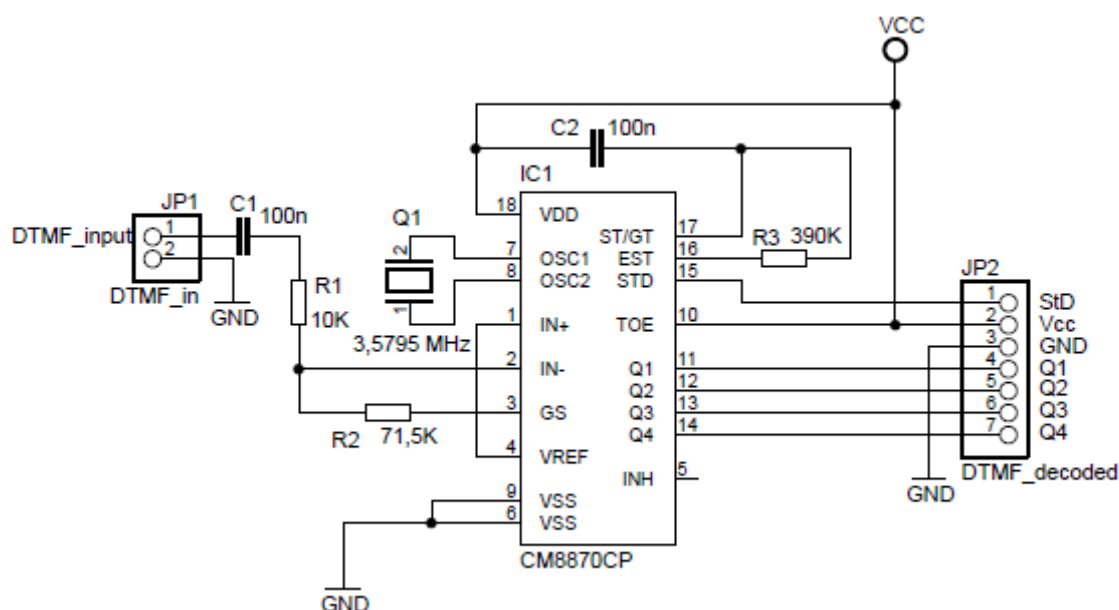 VCC
C2 100n
IC1
JP1
C1
100n
Q1
DTMF_input
1
2
DTMF_in
GND
R1
10K
2
1
3,5795 MHz
R2
71,5K
18 VDD
7 OSC1
8 OSC2
1 IN+
2 IN-
3 GS
4 VREF
9 VSS
6 VSS
ST/GT 17
EST 16
STD 15
TOE 10
Q1 11
Q2 12
Q3 13
Q4 14
INH 5
CM8870CP
GND
R3 390K
JP2
1 StD
2 Vcc
3 GND
4 Q1
5 Q2
6 Q3
7 Q4
DTMF_decoded
GND